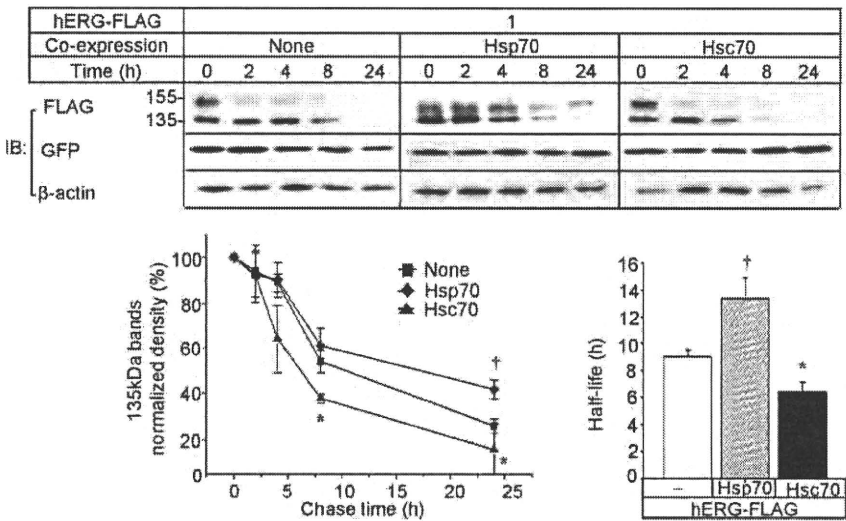 hERG-FLAG 1
Co-expression None Hsp70 Hsc70
Time (h) 0 2 4 8 24 0 2 4 8 24 0 2 4 8 24
155-
FLAG
135-
IB:
GFP
β-actin
135kDa bands
normalized density (%)
100
80
60
40
20
0
*
†
*
*
None
Hsp70
Hsc70
0 5 10 15 20 25
Chase time (h)
Half-life (h)
16
14
12
10
8
6
4
2
0
†
*
– Hsp70 Hsc70
hERG-FLAG